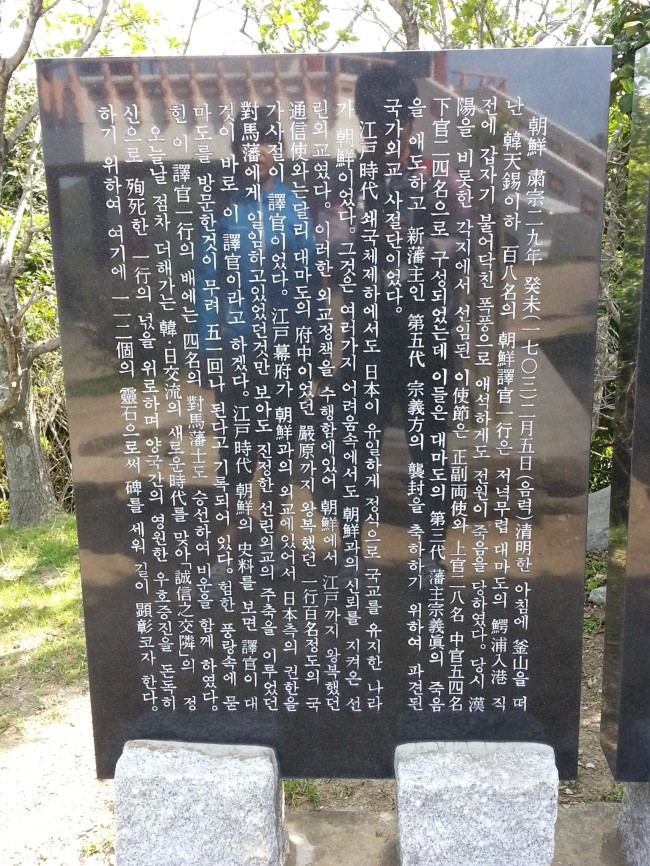 朝鮮 肅宗二九年 癸未(一七〇三)二月五日(음력)淸明한 아침에 釜山을 떠
난 韓天錫이하 百八名의 朝鮮譯官一行은 저녁무렵 대마도의 鰐浦入港 직
전에 갑자기 불어닥친 폭풍으로 애석하게도 전원이 죽음을 당하였다. 당시 漢
陽을 비롯한 각지에서 선임된 이使節은 正副両使와 上官二八名 中官五四名
下官二四名으로 구성되었는데 이들은 대마도의 第三代 藩主宗義眞의 죽음
을 애도하고 新藩主인 第五代 宗義方의 襲封을 축하하기 위하여 파견된
국가외교 사절단이었다.
江戸時代 쇄국체제하에서도 日本이 유일하게 정식으로 국교를 유지한 나라
가 朝鮮이었다. 그것은 여러가지 어려움속에서도 朝鮮과의 신뢰를 지켜온 선
린외교였다. 이러한 외교정책을 수행함에있어 朝鮮에서 江戸까지 왕복했던
通信使와는달리 대마도의 府中이었던 嚴原까지 왕복했던 一行百名정도의 국
가사절이 譯官이었다. 江戸幕府가 朝鮮과의 외교에있어서 日本측의 권한을
對馬藩에게 일임하고있었던것만 보아도 진정한 선린외교의 주축을 이루었던
것이 바로 이 譯官이라고 하겠다. 江戸時代 朝鮮의 史料를 보면 譯官이 대
마도를 방문한것이 무려 五一回나 된다고 기록되어 있다. 험한 풍랑속에 묻
힌 이 譯官一行의 배에는 四名의 對馬藩士도 승선하여 비운을 함께 하였다.
오늘날 점차 더해가는 韓·日交流의 새로운時代를 맞아「誠信之交隣」의 정
신으로 殉死한 一行의 넋을 위로하며 양국간의 영원한 우호증진을 돈독히
하기 위하여 여기에 一一二個의 靈石으로써 碑를 세워 길이 顯彰코자 한다.